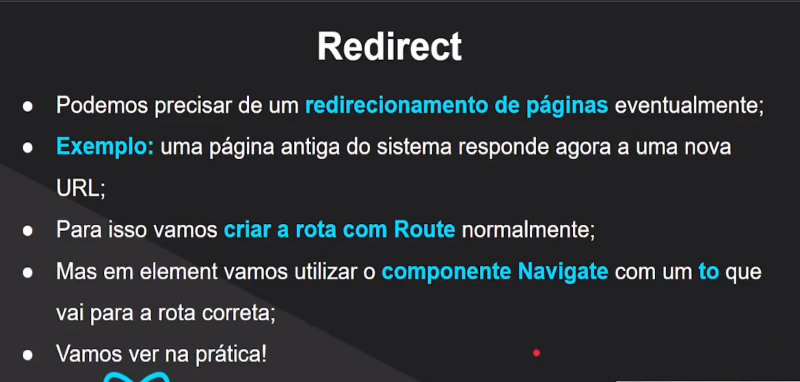 Redirect
● Podemos precisar de um redirecionamento de páginas eventualmente;
● Exemplo: uma página antiga do sistema responde agora a uma nova
URL;
● Para isso vamos criar a rota com Route normalmente;
● Mas em element vamos utilizar o componente Navigate com um to que
vai para a rota correta;
● Vamos ver na prática!